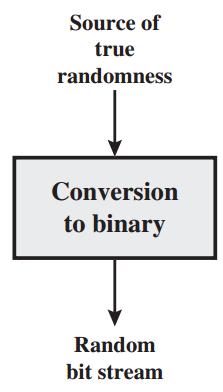 Source of
true
randomness
Conversion
to binary
Random
bit stream